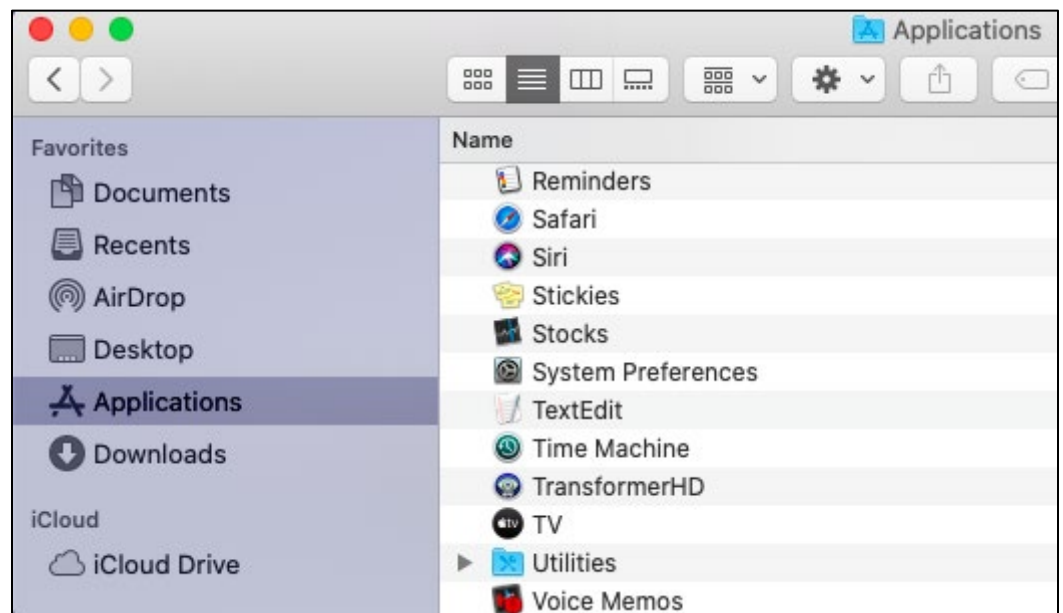 Applications
Favorites
Documents
Recents
AirDrop
Desktop
Applications
Downloads
iCloud
iCloud Drive
Name
Reminders
Safari
Siri
Stickies
Stocks
System Preferences
TextEdit
Time Machine
TransformerHD
TV
Utilities
Voice Memos